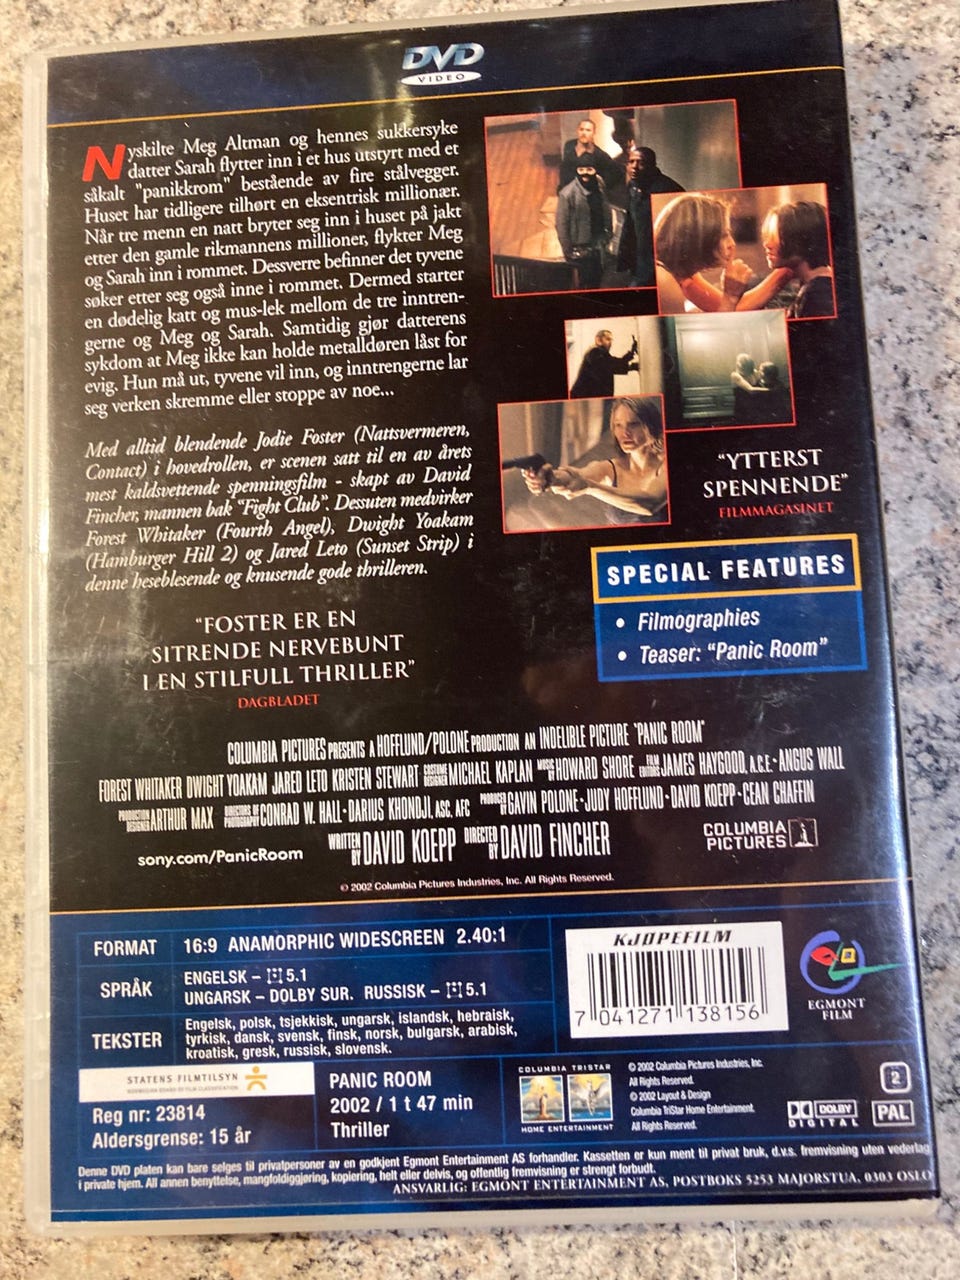 DVD
VIDEO
Nyskilte Meg Altman og hennes sukkersyke
datter Sarah flytter inn i et hus utstyrt med et
såkalt "panikkrom" bestående av fire stålvegger.
Huset har tidligere tilhørt en eksentrisk millionær.
Når tre menn en natt bryter seg inn i huset på jakt
etter den gamle rikmannens millioner, flykter Meg
og Sarah inn i rommet. Dessverre befinner det tyvene
søker etter seg også inne i rommet. Dermed starter
en dødelig katt og mus-lek mellom de tre inntren-
gerne og Meg og Sarah. Samtidig gjør datterens
sykdom at Meg ikke kan holde metalldøren låst for
evig. Hun må ut, tyvene vil inn, og inntrengerne lar
seg verken skremme eller stoppe av noe...
Med alltid blendende Jodie Foster (Nattsvermeren,
Contact) i hovedrollen, er scenen satt til en av årets
mest kaldsvettende spenningsfilm - skapt av David
Fincher, mannen bak "Fight Club". Dessuten medvirker
Forest Whitaker (Fourth Angel), Dwight Yoakam
(Hamburger Hill 2) og Jared Leto (Sunset Strip) i
denne heseblesende og knusende gode thrilleren.
"YTTERST
SPENNENDE"
FILMMAGASINET
SPECIAL FEATURES
• Filmographies
• Teaser: "Panic Room"
"FOSTER ER EN
SITRENDE NERVEBUNT
I EN STILFULL THRILLER"
DAGBLADET
COLUMBIA PICTURES PRESENTS A HOFFLUND/POLONE PRODUCTION AN INDELIBLE PICTURE "PANIC ROOM"
FOREST WHITAKER DWIGHT YOAKAM JARED LETO KRISTEN STEWART COSTUME DESIGNER MICHAEL KAPLAN MUSIC BY HOWARD SHORE FILM EDITORS JAMES HAYGOOD, A.C.E. · ANGUS WALL
PRODUCTION DESIGNER ARTHUR MAX DIRECTORS OF PHOTOGRAPHY CONRAD W. HALL · DARIUS KHONDJI, ASC, AFC PRODUCED BY GAVIN POLONE · JUDY HOFFLUND · DAVID KOEPP · CEAN CHAFFIN
sony.com/PanicRoom WRITTEN BY DAVID KOEPP DIRECTED BY DAVID FINCHER
COLUMBIA
PICTURES
© 2002 Columbia Pictures Industries, Inc. All Rights Reserved.
FORMAT 16:9 ANAMORPHIC WIDESCREEN 2.40:1
SPRÅK ENGELSK – 5.1
UNGARSK – DOLBY SUR. RUSSISK – 5.1
TEKSTER Engelsk, polsk, tsjekkisk, ungarsk, islandsk, hebraisk,
tyrkisk, dansk, svensk, finsk, norsk, bulgarsk, arabisk,
kroatisk, gresk, russisk, slovensk.
KJØPEFILM
7 041271 138156
EGMONT
FILM
STATENS FILMTILSYN
NORWEGIAN BOARD OF FILM CLASSIFICATION
Reg nr: 23814
Aldersgrense: 15 år
PANIC ROOM
2002 / 1 t 47 min
Thriller
COLUMBIA TRISTAR
HOME ENTERTAINMENT
© 2002 Columbia Pictures Industries, Inc.
All Rights Reserved.
© 2002 Layout & Design
Columbia TriStar Home Entertainment.
All Rights Reserved.
2
DOLBY
DIGITAL
PAL
Denne DVD platen kan bare selges til privatpersoner av en godkjent Egmont Entertainment AS forhandler. Kassetten er kun ment til privat bruk, d.v.s. fremvisning uten vederlag
i private hjem. All annen benyttelse, mangfoldiggjøring, kopiering, helt eller delvis, og offentlig fremvisning er strengt forbudt.
ANSVARLIG: EGMONT ENTERTAINMENT AS, POSTBOKS 5253 MAJORSTUA, 0303 OSLO